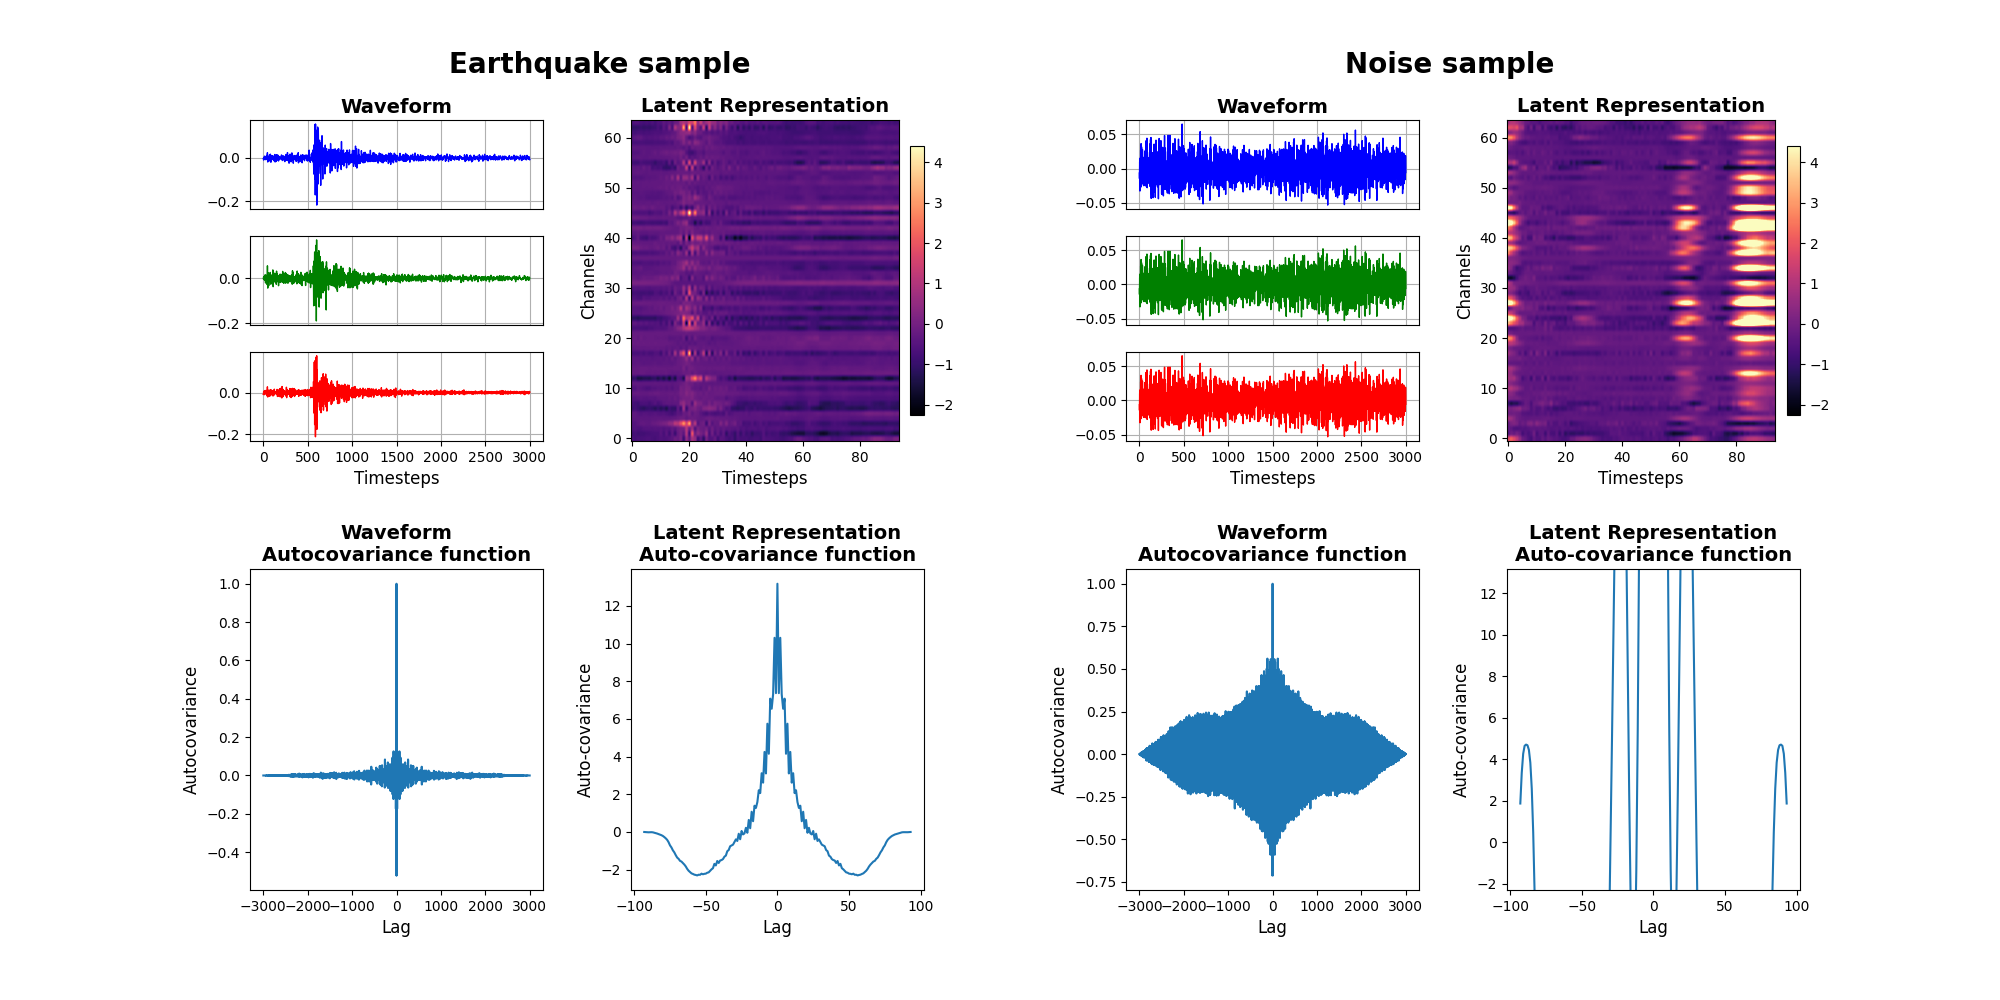 Earthquake sample
Noise sample
Waveform
Latent Representation
Waveform
Latent Representation
0.0
−0.2
0.0
−0.2
0.0
−0.2
0 500 1000 1500 2000 2500 3000
Timesteps
60
50
40
30
20
10
0
Channels
0 20 40 60 80
Timesteps
4
3
2
1
0
−1
−2
0.05
0.00
−0.05
0.05
0.00
−0.05
0.05
0.00
−0.05
0 500 1000 1500 2000 2500 3000
Timesteps
60
50
40
30
20
10
0
Channels
0 20 40 60 80
Timesteps
4
3
2
1
0
−1
−2
Waveform
Autocovariance function
1.0
0.8
0.6
0.4
0.2
0.0
−0.2
−0.4
Autocovariance
−3000 −2000 −1000 0 1000 2000 3000
Lag
Latent Representation
Auto-covariance function
12
10
8
6
4
2
0
−2
Auto-covariance
−100 −50 0 50 100
Lag
Waveform
Autocovariance function
1.00
0.75
0.50
0.25
0.00
−0.25
−0.50
−0.75
Autocovariance
−3000 −2000 −1000 0 1000 2000 3000
Lag
Latent Representation
Auto-covariance function
12
10
8
6
4
2
0
−2
Auto-covariance
−100 −50 0 50 100
Lag